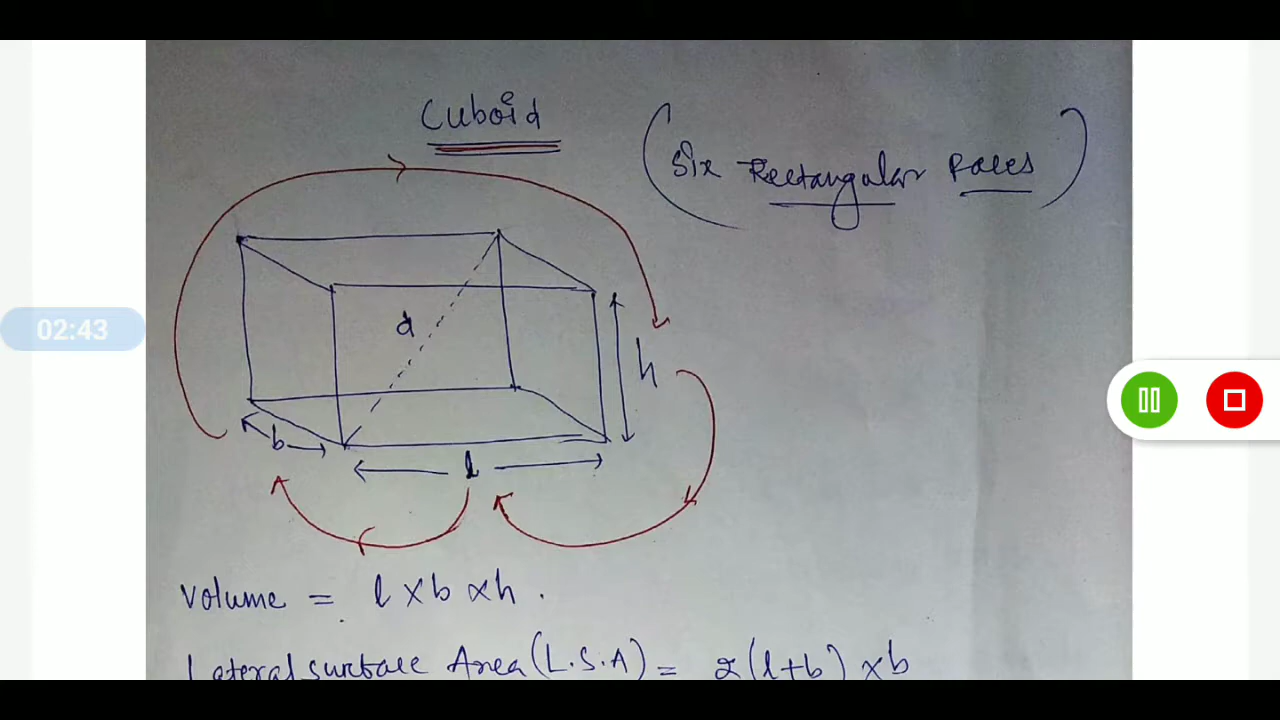 Cuboid
(Six Rectangular Faces)
02:43
d
h
b
l
Volume = l × b × h .
Lateral surface Area (L.S.A) = 2(l+b) × b